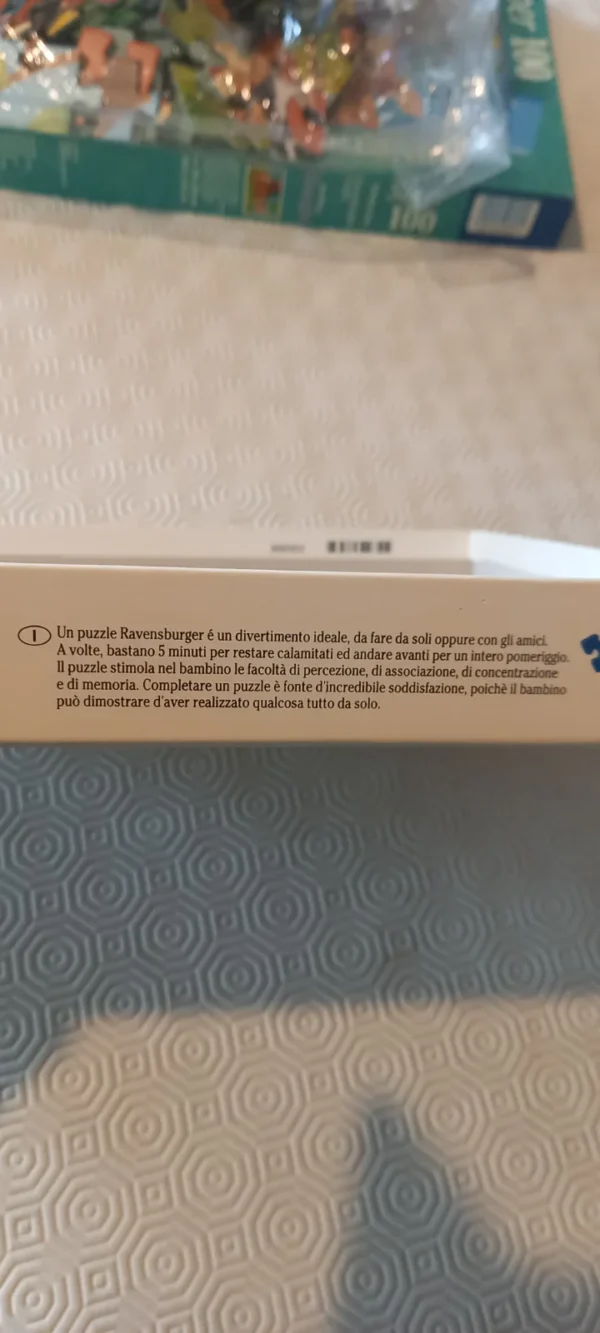 per 100
100
I
Un puzzle Ravensburger é un divertimento ideale, da fare da soli oppure con gli amici.
A volte, bastano 5 minuti per restare calamitati ed andare avanti per un intero pomeriggio.
Il puzzle stimola nel bambino le facoltà di percezione, di associazione, di concentrazione
e di memoria. Completare un puzzle è fonte d'incredibile soddisfazione, poichè il bambino
può dimostrare d'aver realizzato qualcosa tutto da solo.